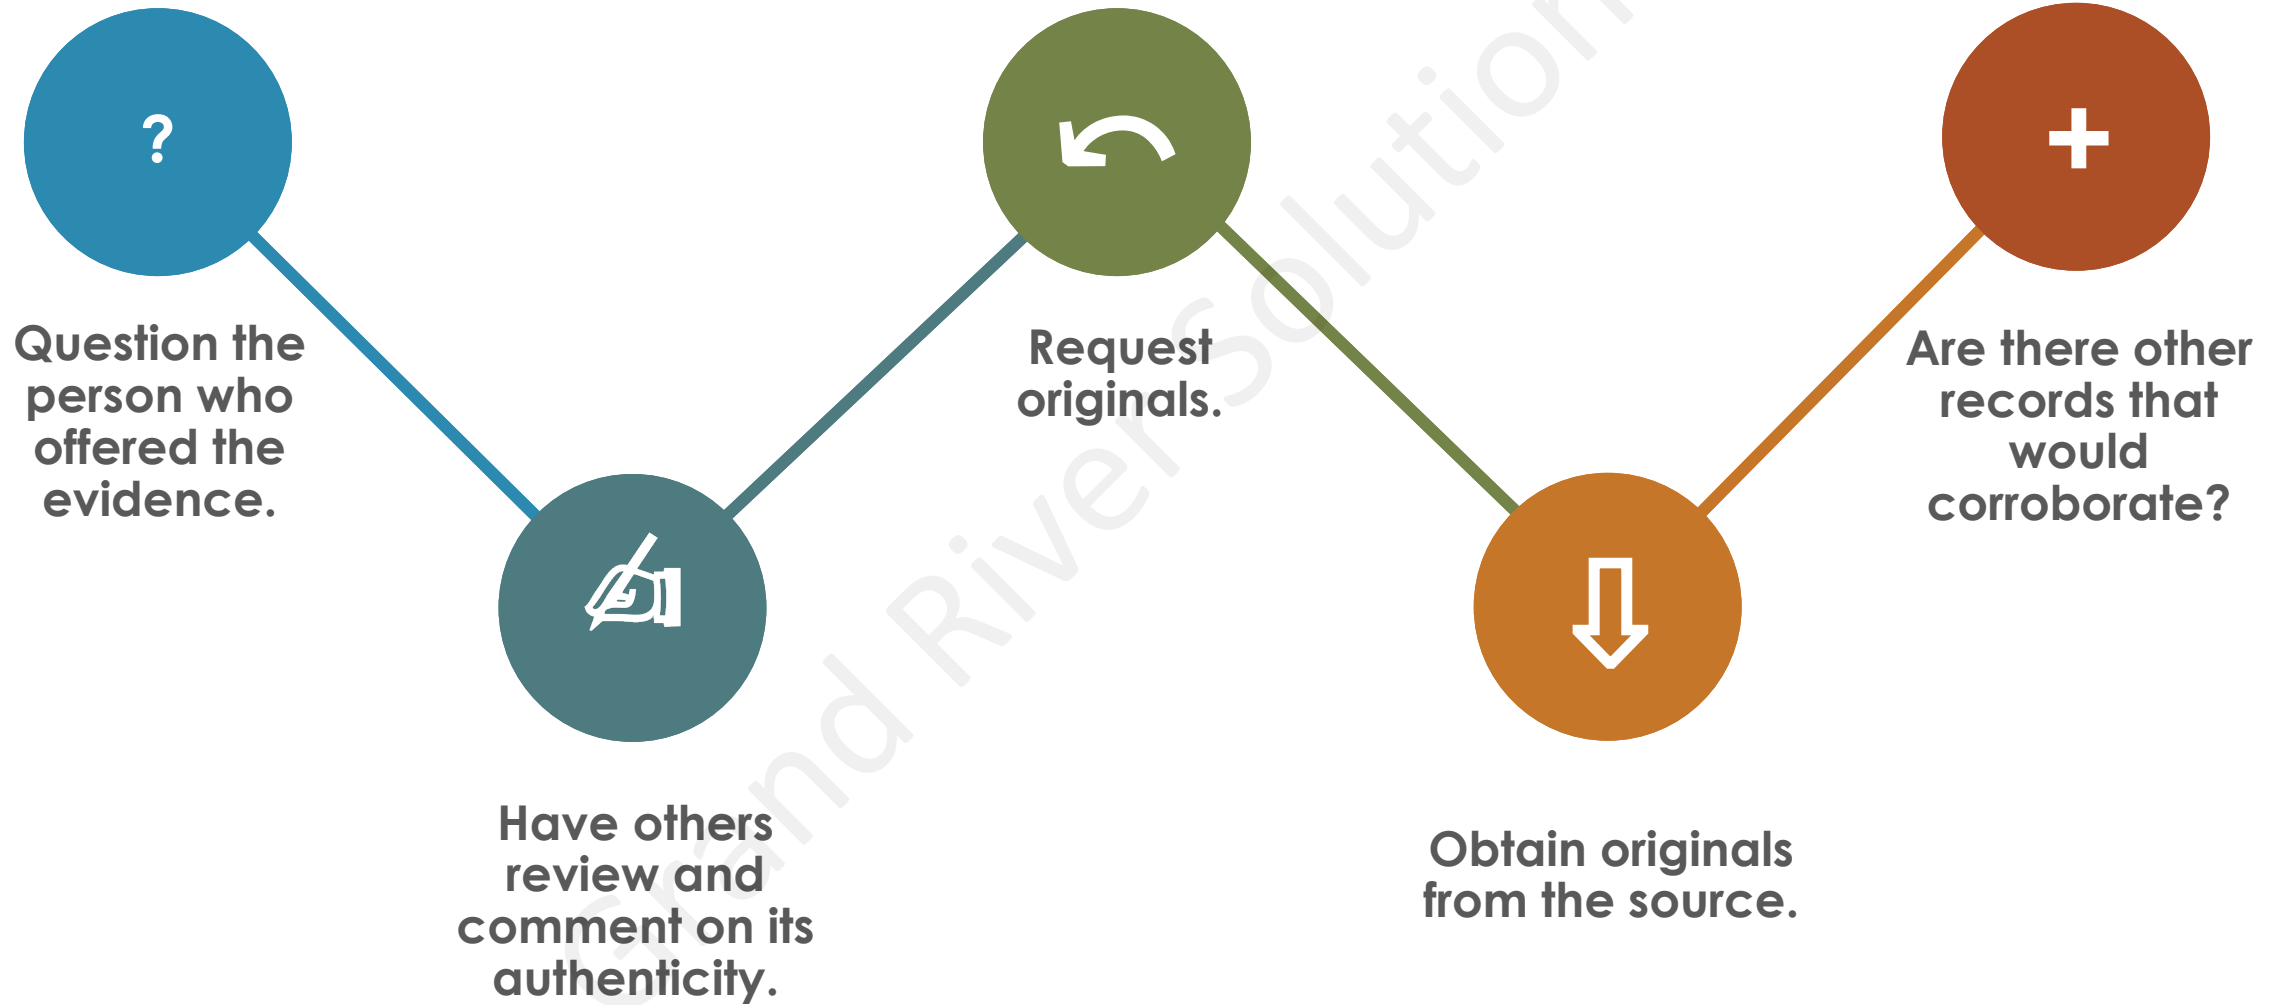 ?
Question the
person who
offered the
evidence.
Have others
review and
comment on its
authenticity.
Request
originals.
Obtain originals
from the source.
+
Are there other
records that
would
corroborate?
Grand River Solution